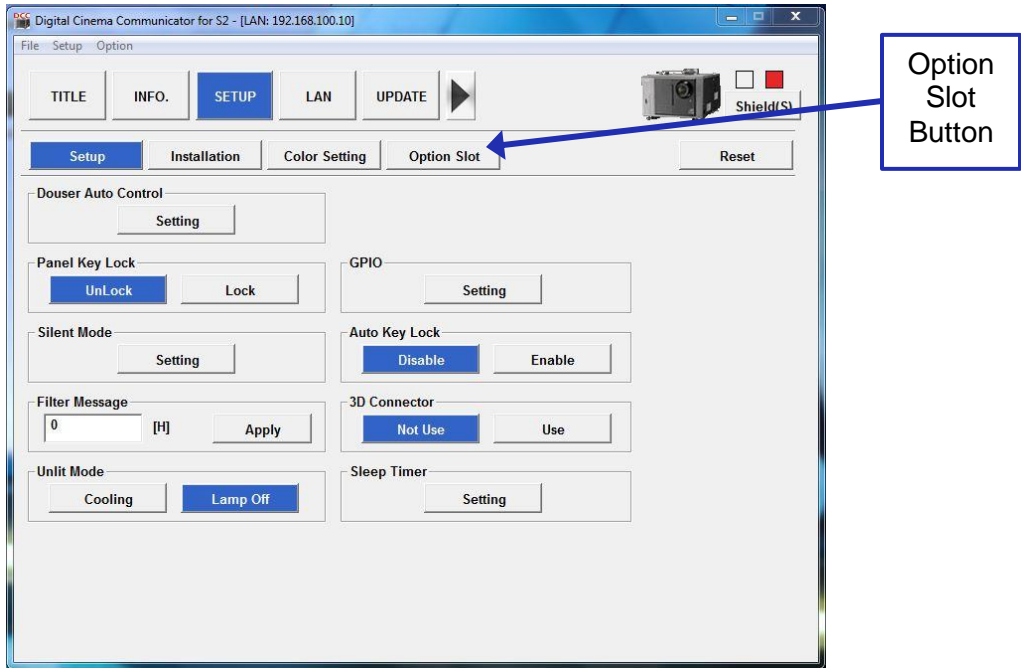 DCC Digital Cinema Communicator for S2 - [LAN: 192.168.100.10]
File Setup Option
TITLE INFO. SETUP LAN UPDATE Shield(S)
Setup Installation Color Setting Option Slot Reset
Option
Slot
Button
Douser Auto Control
Setting
Panel Key Lock
UnLock Lock
GPIO
Setting
Silent Mode
Setting
Auto Key Lock
Disable Enable
Filter Message
0 [H] Apply
3D Connector
Not Use Use
Unlit Mode
Cooling Lamp Off
Sleep Timer
Setting